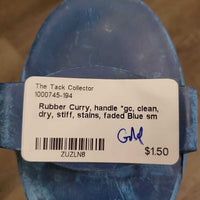 The Tack Collector
1000745-194
Rubber Curry, handle *gc, clean,
dry, stiff, stains, faded Blue sm
ZUZLN8
$1.50